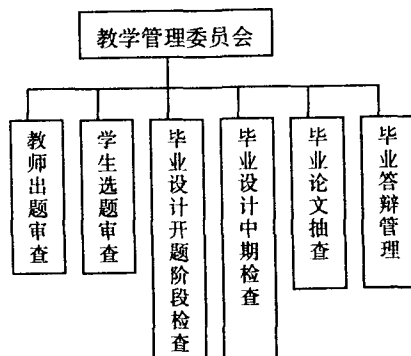 教学管理委员会
教师出题审查
学生选题审查
毕业设计开题阶段检查
毕业设计中期检查
毕业论文抽查
毕业答辩管理